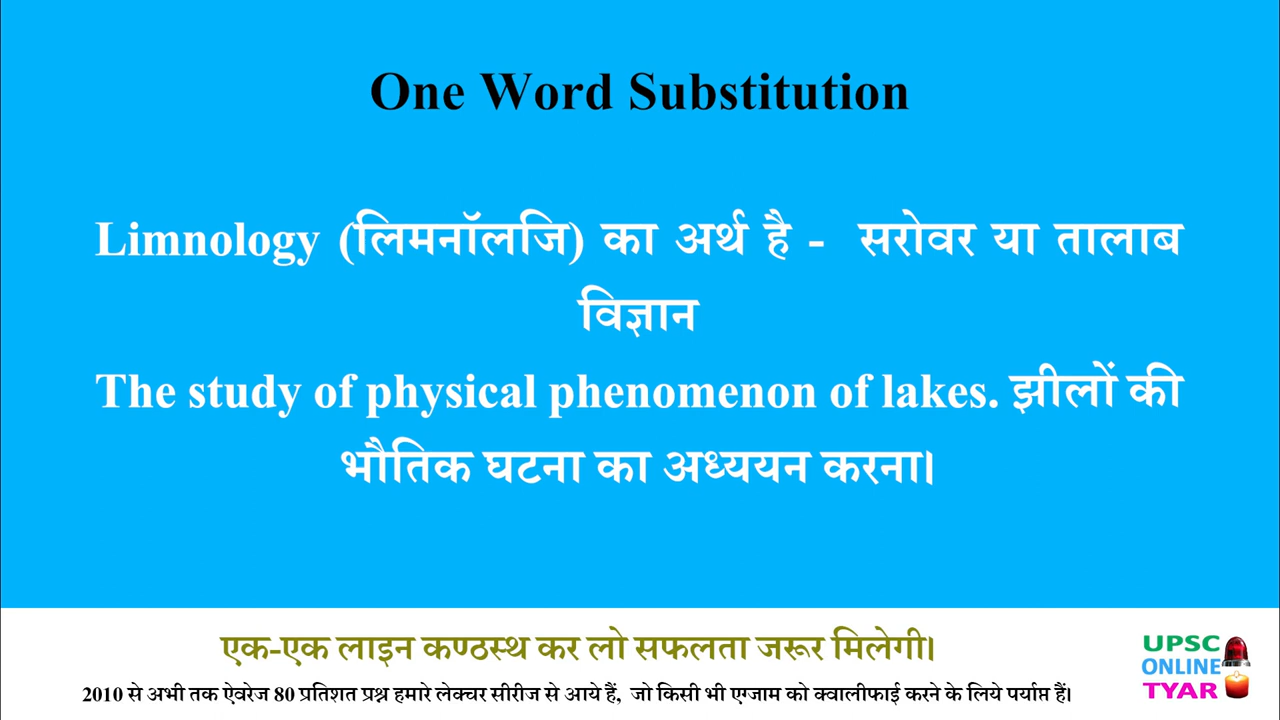 One Word Substitution
Limnology (लिमनॉलजि) का अर्थ है - सरोवर या तालाब
विज्ञान
The study of physical phenomenon of lakes. झीलों की
भौतिक घटना का अध्ययन करना।
एक-एक लाइन कण्ठस्थ कर लो सफलता जरूर मिलेगी।
2010 से अभी तक ऐवरेज 80 प्रतिशत प्रश्न हमारे लेक्चर सीरीज से आये हैं, जो किसी भी एग्जाम को क्वालीफाई करने के लिये पर्याप्त हैं।
UPSC
ONLINE
TYAR